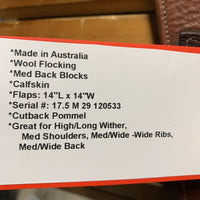 *Made in Australia
*Wool Flocking
*Med Back Blocks
*Calfskin
*Flaps: 14"L x 14"W
*Serial #: 17.5 M 29 120533
*Cutback Pommel
*Great for High/Long Wither,
Med Shoulders, Med/Wide -Wide Ribs,
Med/Wide Back